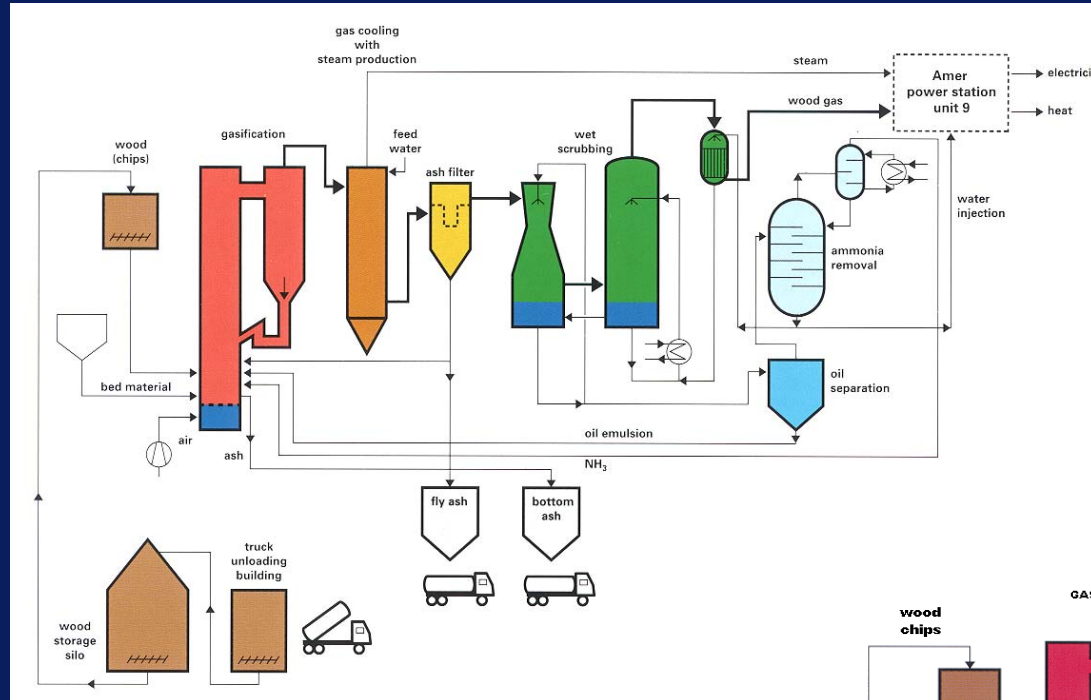 gas cooling
with
steam production
steam
Amer
power station
unit 9
electrici
heat
wood gas
gasification
feed
water
wet
scrubbing
wood
(chips)
ash filter
water
injection
ammonia
removal
bed material
oil
separation
air
ash
oil emulsion
NH3
fly ash
bottom
ash
truck
unloading
building
wood
storage
silo
wood
chips
GAS